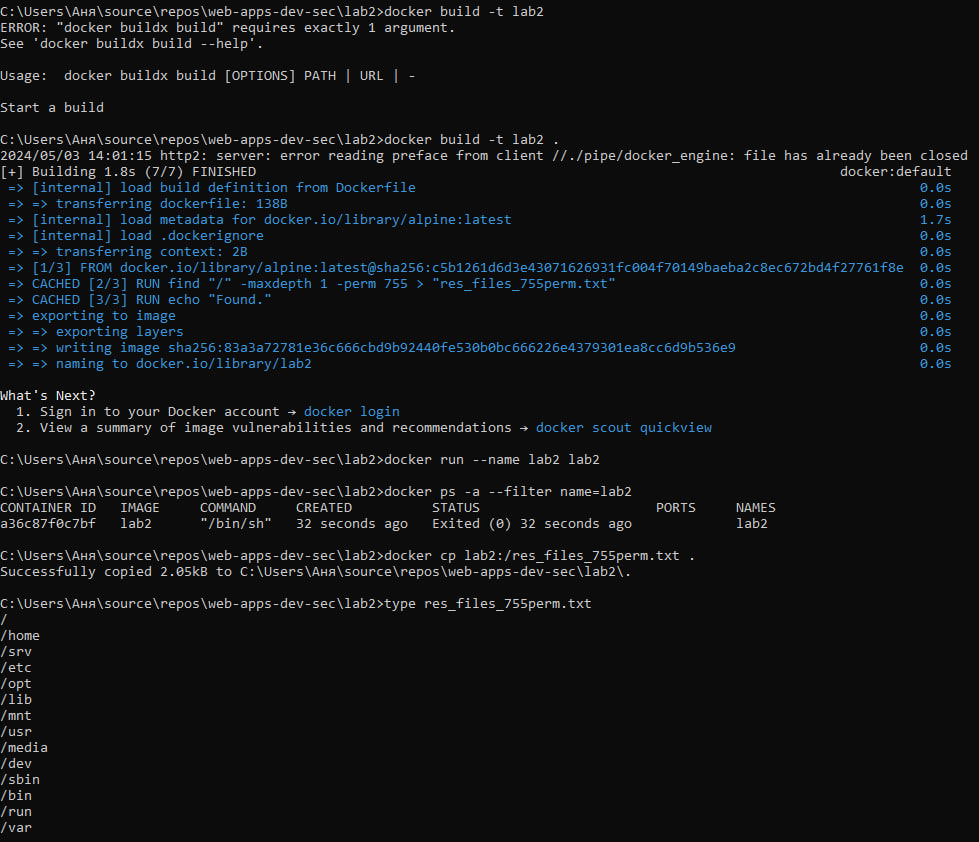 C:\Users\Аня\source\repos\web-apps-dev-sec\lab2>docker build -t lab2
ERROR: "docker buildx build" requires exactly 1 argument.
See 'docker buildx build --help'.
Usage:  docker buildx build [OPTIONS] PATH | URL | -
Start a build
C:\Users\Аня\source\repos\web-apps-dev-sec\lab2>docker build -t lab2 .
2024/05/03 14:01:15 http2: server: error reading preface from client //./pipe/docker_engine: file has already been closed
[+] Building 1.8s (7/7) FINISHED docker:default
=> [internal] load build definition from Dockerfile 0.0s
=> => transferring dockerfile: 138B 0.0s
=> [internal] load metadata for docker.io/library/alpine:latest 1.7s
=> [internal] load .dockerignore 0.0s
=> => transferring context: 2B 0.0s
=> [1/3] FROM docker.io/library/alpine:latest@sha256:c5b1261d6d3e43071626931fc004f70149baeba2c8ec672bd4f27761f8e 0.0s
=> CACHED [2/3] RUN find "/" -maxdepth 1 -perm 755 > "res_files_755perm.txt" 0.0s
=> CACHED [3/3] RUN echo "Found." 0.0s
=> exporting to image 0.0s
=> => exporting layers 0.0s
=> => writing image sha256:83a3a72781e36c666cbd9b92440fe530b0bc666226e4379301ea8cc6d9b536e9 0.0s
=> => naming to docker.io/library/lab2 0.0s
What's Next?
1. Sign in to your Docker account → docker login
2. View a summary of image vulnerabilities and recommendations → docker scout quickview
C:\Users\Аня\source\repos\web-apps-dev-sec\lab2>docker run --name lab2 lab2
C:\Users\Аня\source\repos\web-apps-dev-sec\lab2>docker ps -a --filter name=lab2
CONTAINER ID   IMAGE     COMMAND     CREATED          STATUS                      PORTS     NAMES
a36c87f0c7bf   lab2      "/bin/sh"   32 seconds ago   Exited (0) 32 seconds ago             lab2
C:\Users\Аня\source\repos\web-apps-dev-sec\lab2>docker cp lab2:/res_files_755perm.txt .
Successfully copied 2.05kB to C:\Users\Аня\source\repos\web-apps-dev-sec\lab2\.
C:\Users\Аня\source\repos\web-apps-dev-sec\lab2>type res_files_755perm.txt
/
/home
/srv
/etc
/opt
/lib
/mnt
/usr
/media
/dev
/sbin
/bin
/run
/var